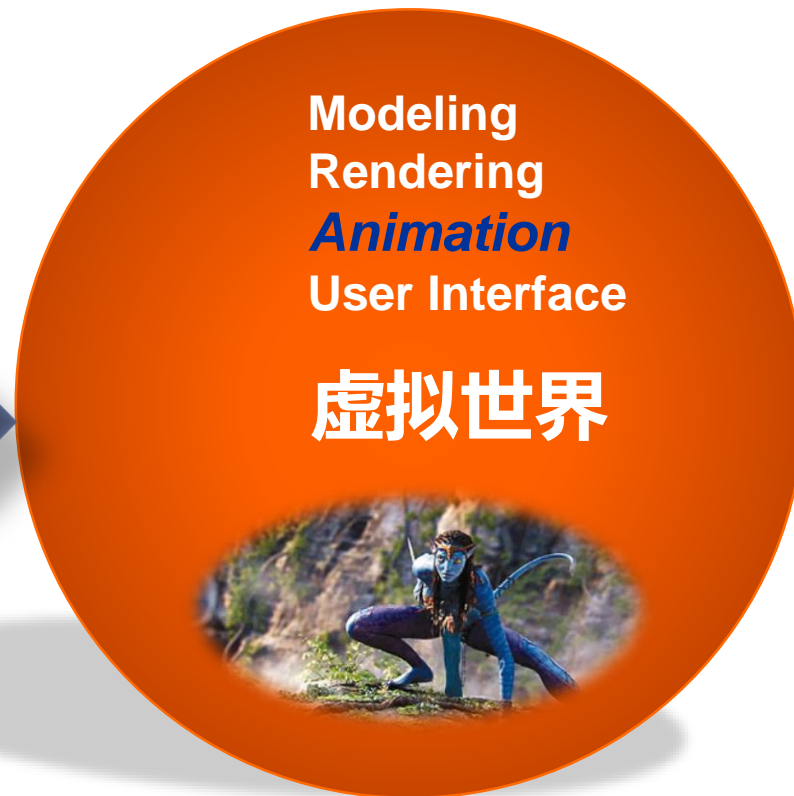 Modeling
Rendering
Animation
User Interface
虚拟世界